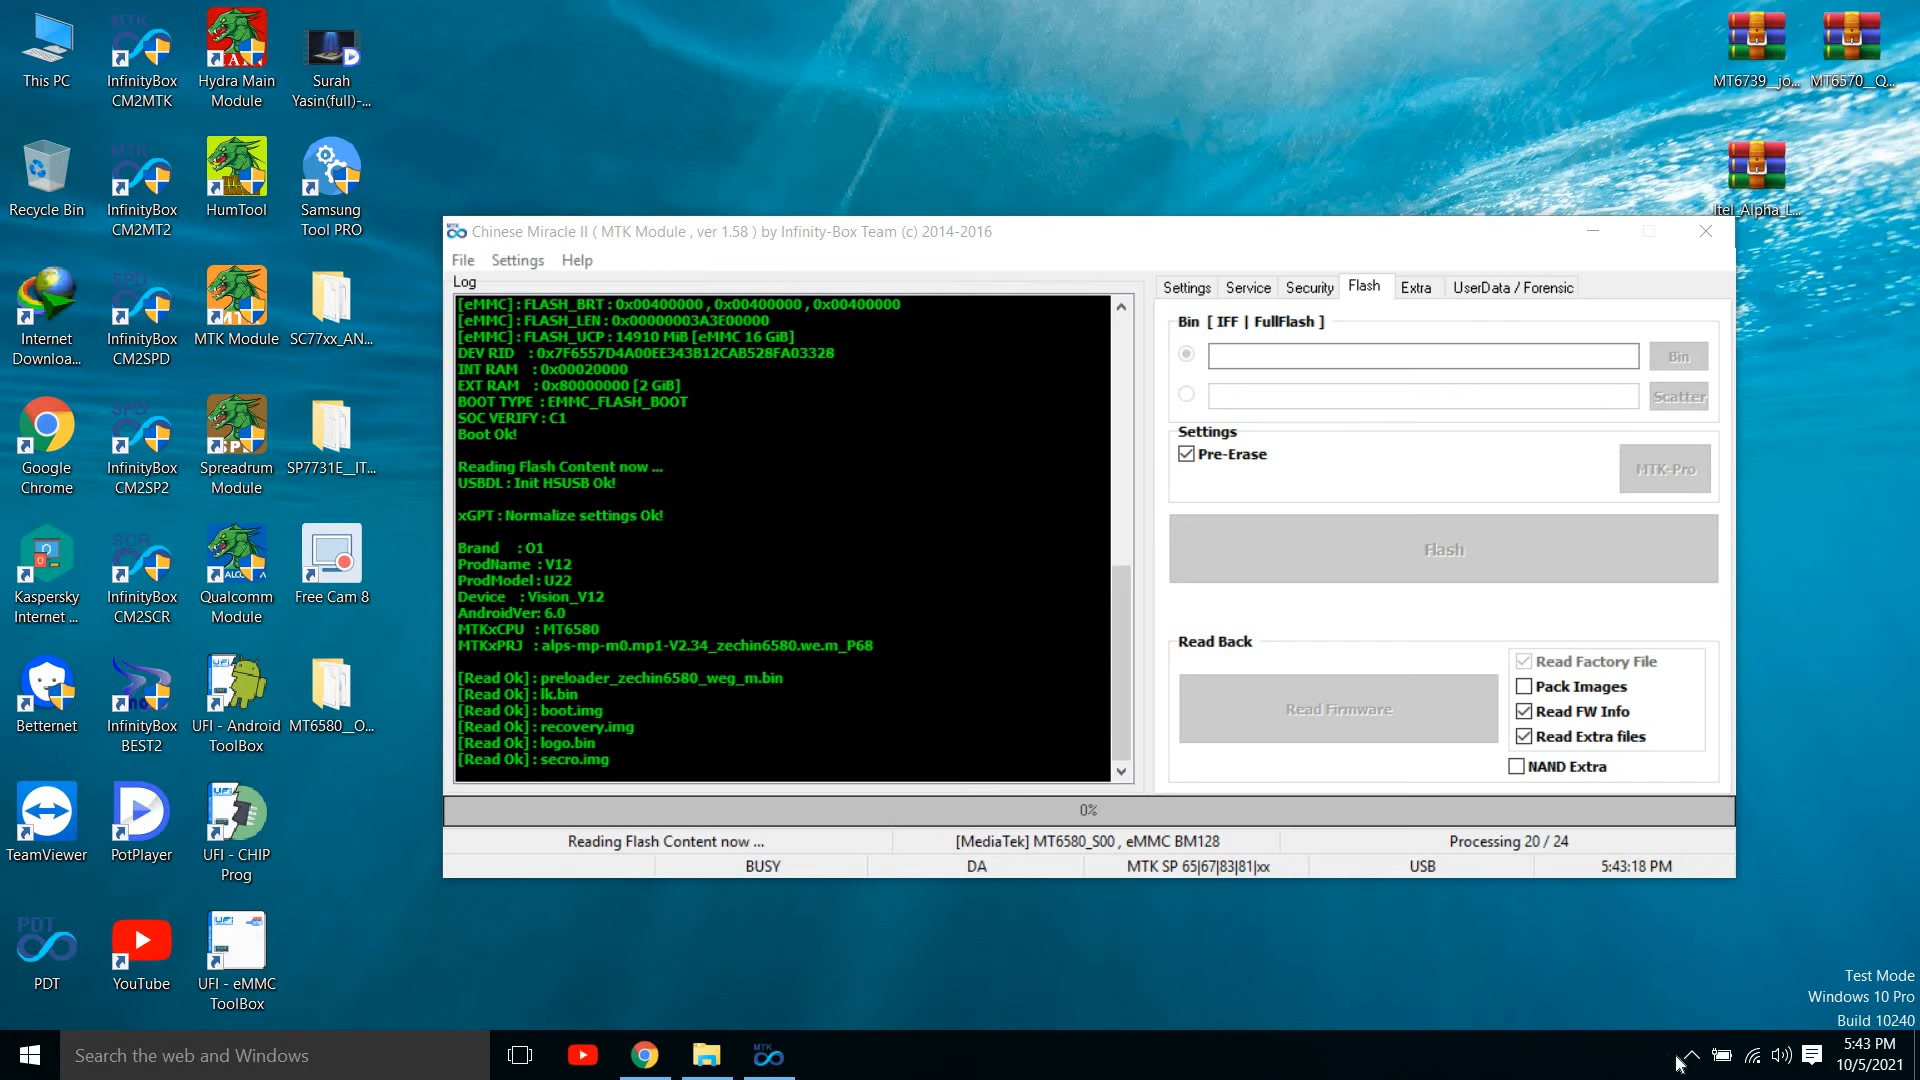 This PC
MTK
InfinityBox
CM2MTK
Hydra Main
Module
Surah
Yasin(full)-...
MT6739__jo...
MT6570__Q...
Recycle Bin
MTK
InfinityBox
CM2MT2
HumTool
Samsung
Tool PRO
Itel_Alpha_L...
Internet
Downloa...
SPD
InfinityBox
CM2SPD
MTK Module
SC77xx_AN...
Google
Chrome
SPD
InfinityBox
CM2SP2
Spreadrum
Module
SP7731E__IT...
Kaspersky
Internet ...
SCR
InfinityBox
CM2SCR
Qualcomm
Module
Free Cam 8
Betternet
InfinityBox
BEST2
UFI - Android
ToolBox
MT6580__O...
TeamViewer
PotPlayer
UFI - CHIP
Prog
PDT
PDT
YouTube
UFI - eMMC
ToolBox
Chinese Miracle II ( MTK Module , ver 1.58 ) by Infinity-Box Team (c) 2014-2016
File Settings Help
Log
[eMMC] : FLASH_BRT : 0x00400000 , 0x00400000 , 0x00400000
[eMMC] : FLASH_LEN : 0x00000003A3E00000
[eMMC] : FLASH_UCP : 14910 MiB [eMMC 16 GiB]
DEV RID : 0x7F6557D4A00EE343B12CAB528FA03328
INT RAM : 0x00020000
EXT RAM : 0x80000000 [2 GiB]
BOOT TYPE : EMMC_FLASH_BOOT
SOC VERIFY : C1
Boot Ok!
Reading Flash Content now ...
USBDL : Init HSUSB Ok!
xGPT : Normalize settings Ok!
Brand : O1
ProdName : V12
ProdModel : U22
Device : Vision_V12
AndroidVer: 6.0
MTKxCPU : MT6580
MTKxPRJ : alps-mp-m0.mp1-V2.34_zechin6580.we.m_P68
[Read Ok] : preloader_zechin6580_weg_m.bin
[Read Ok] : lk.bin
[Read Ok] : boot.img
[Read Ok] : recovery.img
[Read Ok] : logo.bin
[Read Ok] : secro.img
Settings Service Security Flash Extra UserData / Forensic
Bin [ IFF | FullFlash ]
Bin
Scatter
Settings
Pre-Erase
MTK-Pro
Flash
Read Back
Read Firmware
Read Factory File
Pack Images
Read FW Info
Read Extra files
NAND Extra
0%
Reading Flash Content now ... [MediaTek] MT6580_S00 , eMMC BM128 Processing 20 / 24
BUSY DA MTK SP 65|67|83|81|xx USB 5:43:18 PM
Test Mode
Windows 10 Pro
Build 10240
Search the web and Windows
MTK
5:43 PM
10/5/2021